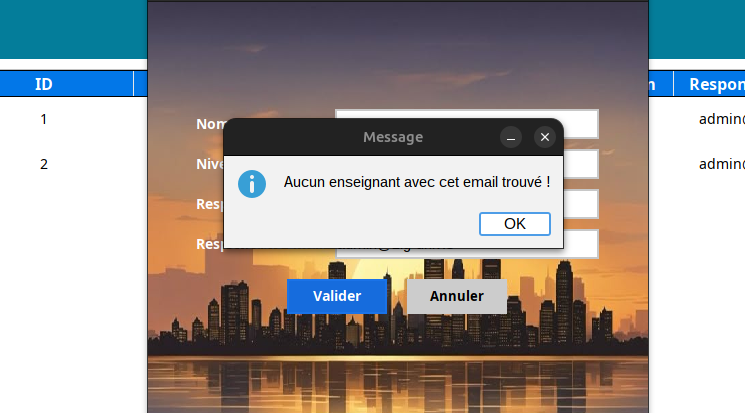 ID
n
Respon
1
admin@
2
admin@
Nom
Message
Nive
Aucun enseignant avec cet email trouvé !
Resp
OK
Resp
Valider
Annuler